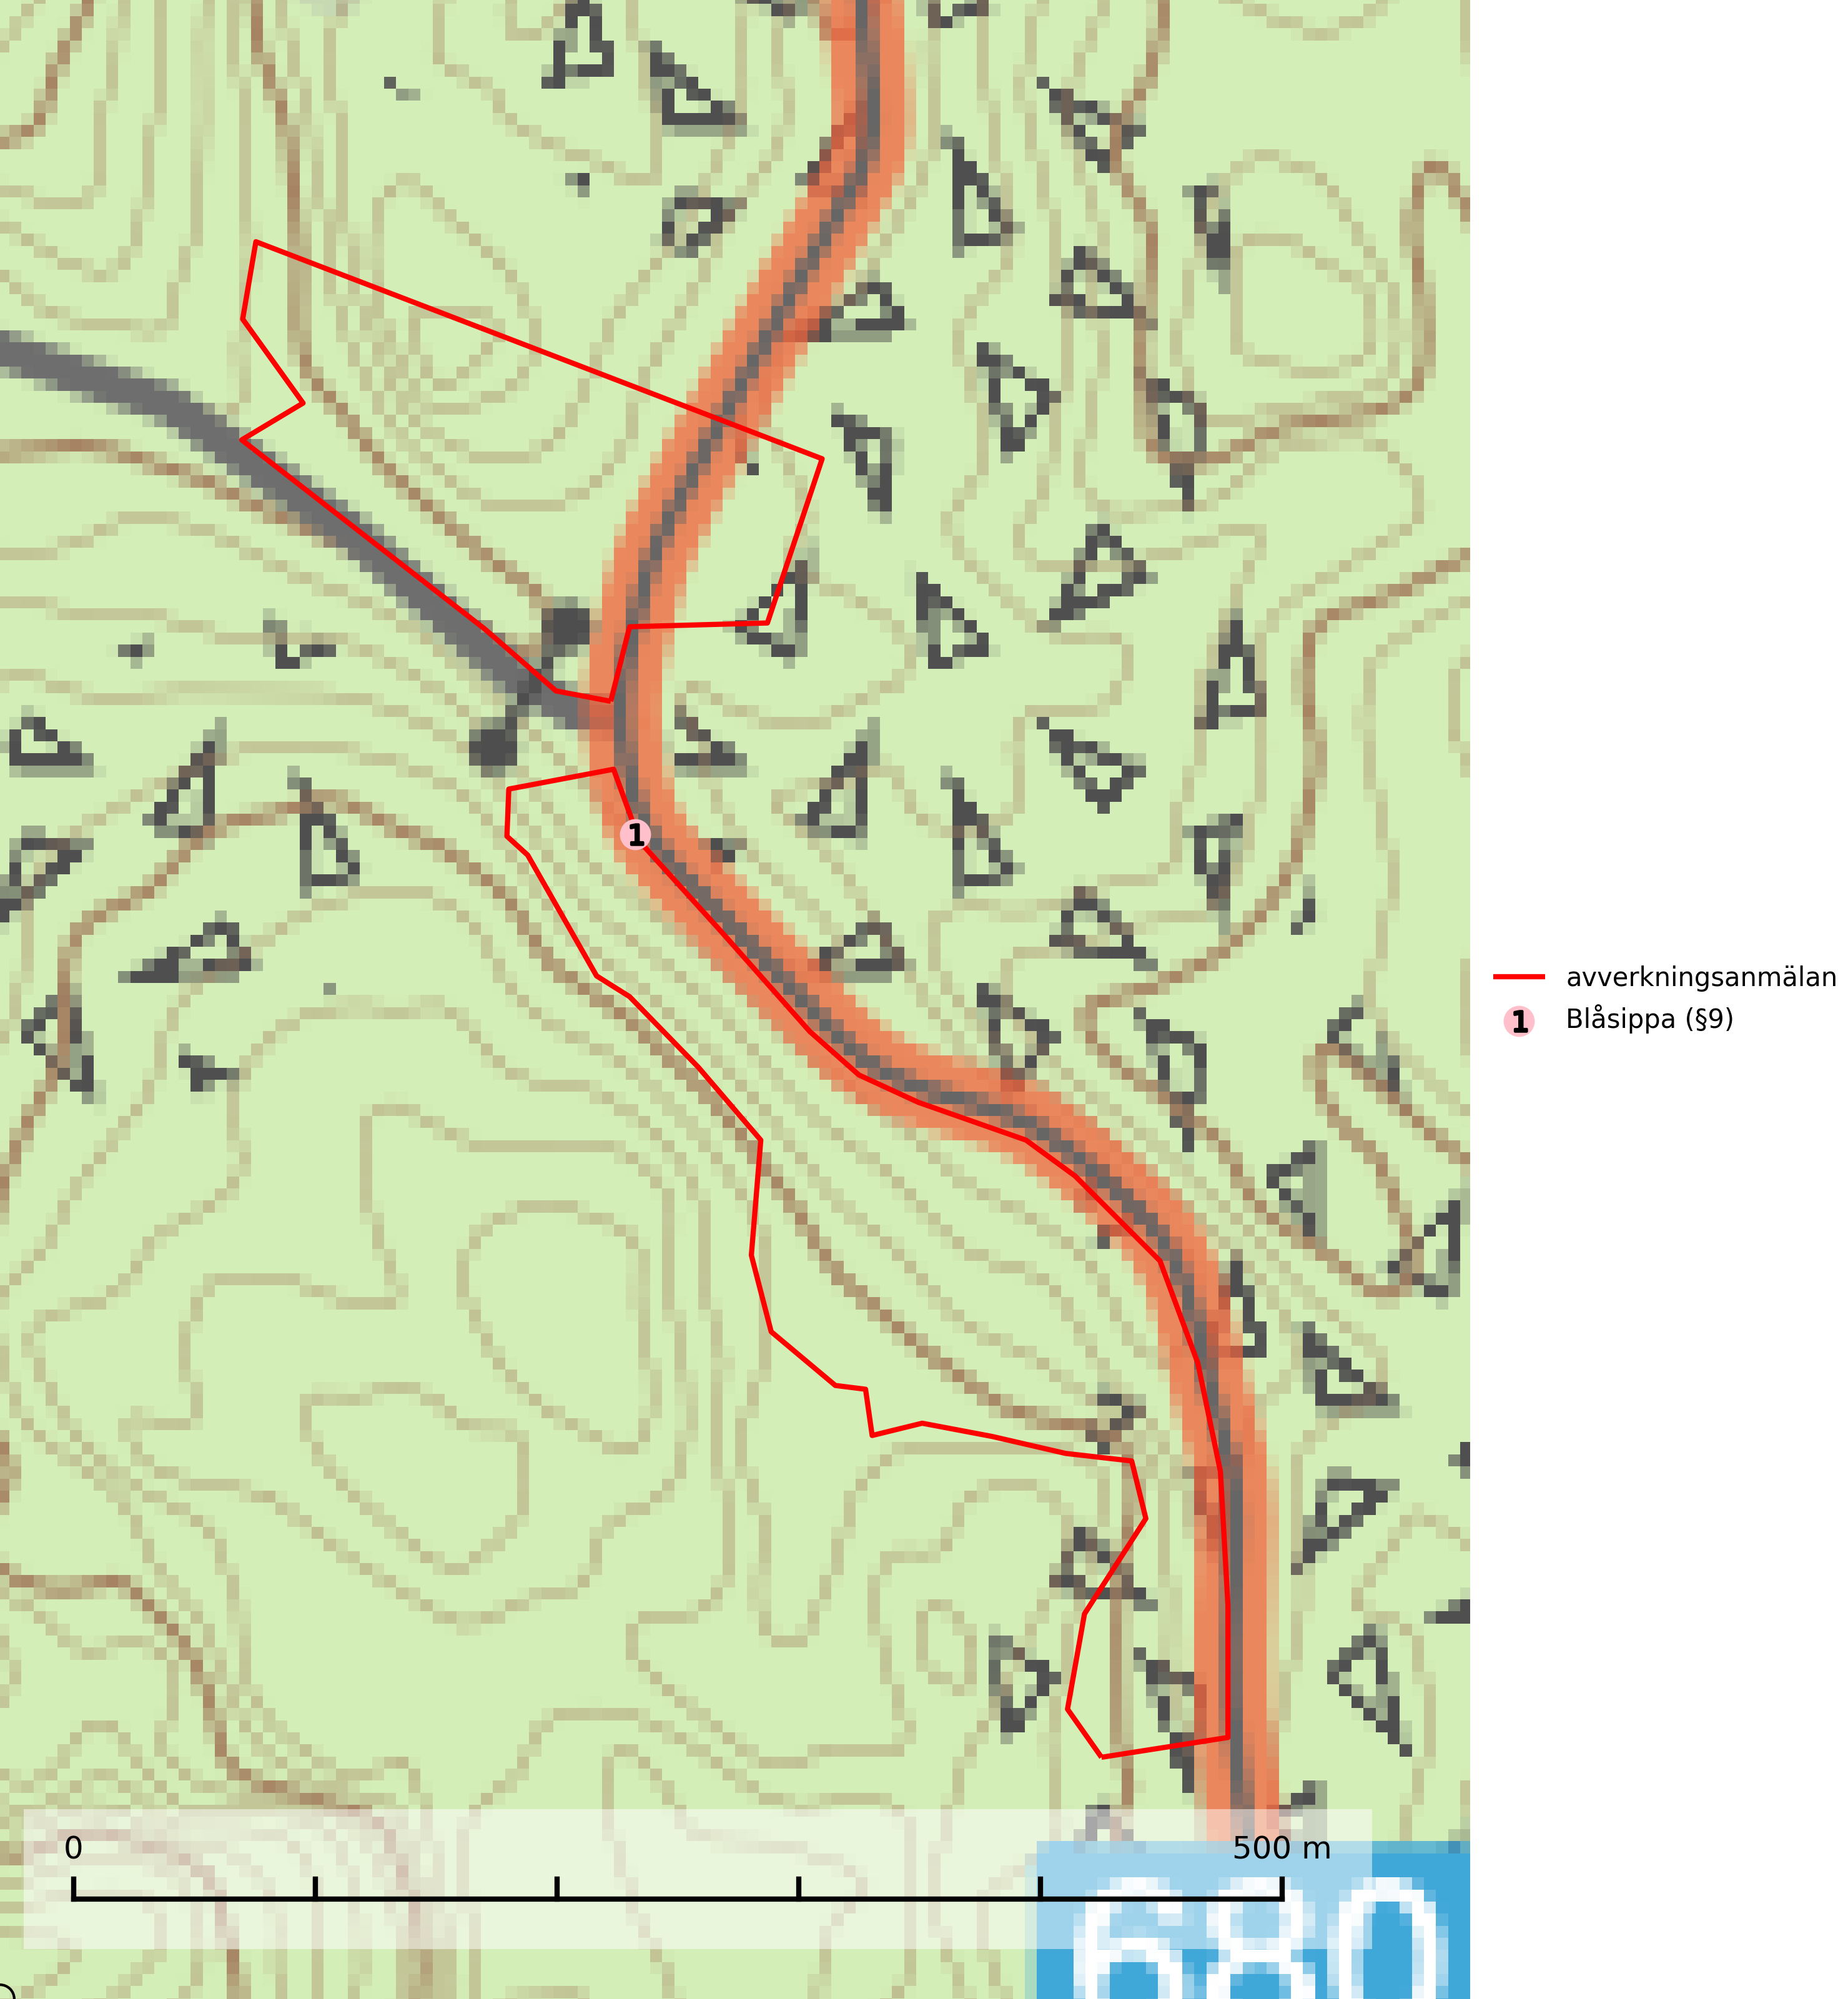 1
avverkningsanmälan
1 Blåsippa (§9)
0 500 m
680